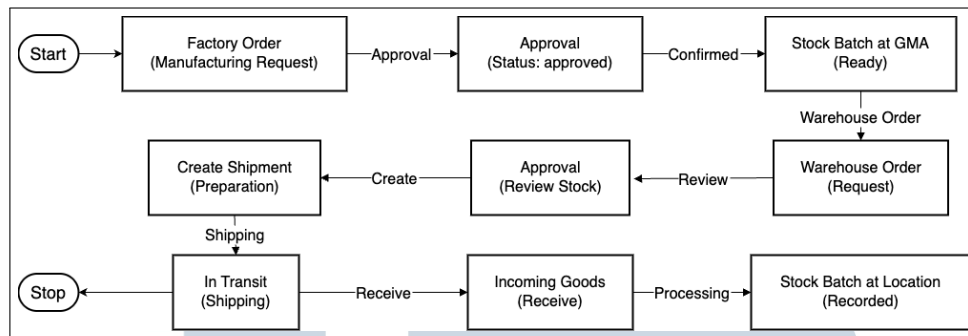 Start
Factory Order
(Manufacturing Request)
Approval
Approval
(Status: approved)
Confirmed
Stock Batch at GMA
(Ready)
Warehouse Order
Warehouse Order
(Request)
Review
Approval
(Review Stock)
Create
Create Shipment
(Preparation)
Shipping
Stop
In Transit
(Shipping)
Receive
Incoming Goods
(Receive)
Processing
Stock Batch at Location
(Recorded)